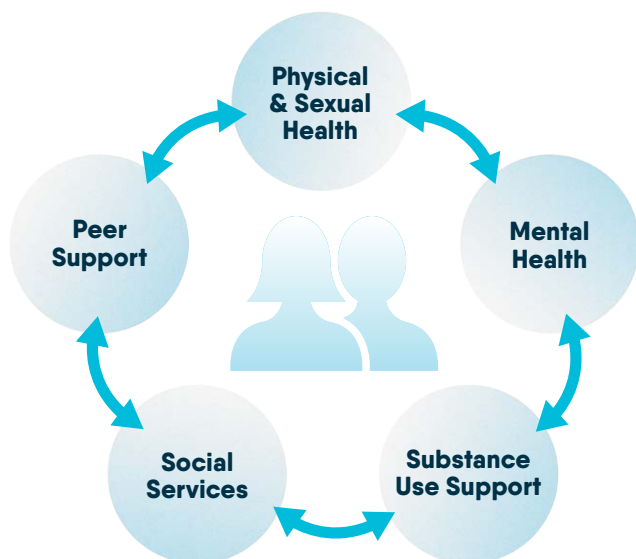 Physical
& Sexual
Health
Peer
Support
Mental
Health
Social
Services
Substance
Use Support